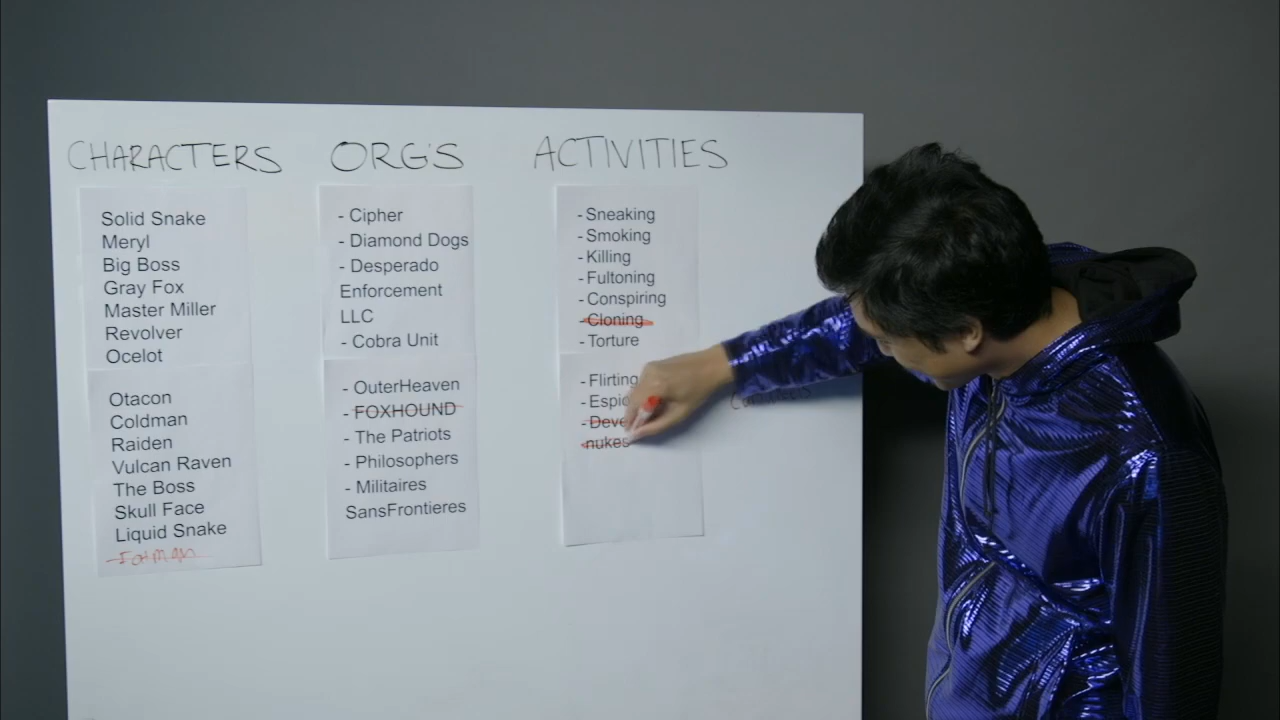 CHARACTERS
Solid Snake
Meryl
Big Boss
Gray Fox
Master Miller
Revolver
Ocelot
Otacon
Coldman
Raiden
Vulcan Raven
The Boss
Skull Face
Liquid Snake
Fatman
ORG'S
- Cipher
- Diamond Dogs
- Desperado
Enforcement
LLC
- Cobra Unit
- OuterHeaven
- FOXHOUND
- The Patriots
- Philosophers
- Militaires
SansFrontieres
ACTIVITIES
- Sneaking
- Smoking
- Killing
- Fultoning
- Conspiring
- Cloning
- Torture
- Flirting
nukes